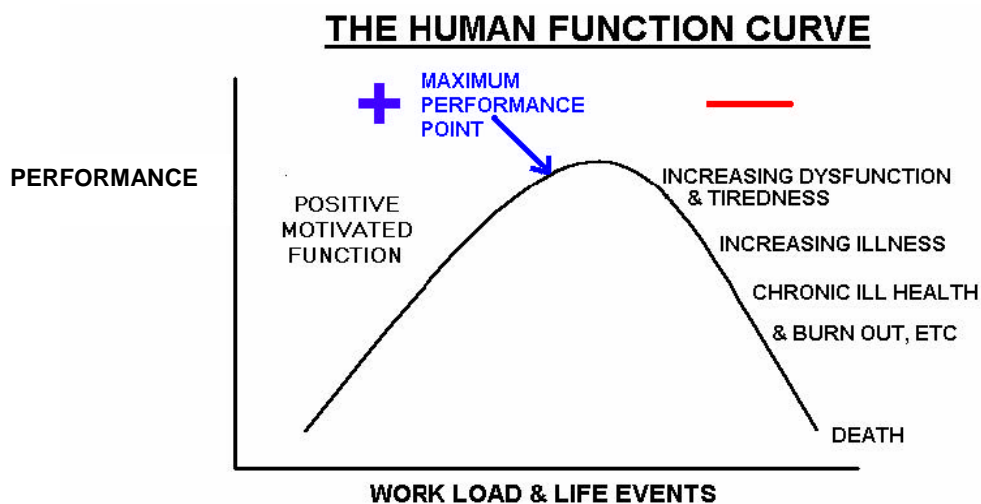 THE HUMAN FUNCTION CURVE
MAXIMUM
PERFORMANCE
POINT
PERFORMANCE
POSITIVE
MOTIVATED
FUNCTION
INCREASING DYSFUNCTION
& TIREDNESS
INCREASING ILLNESS
CHRONIC ILL HEALTH
& BURN OUT, ETC
DEATH
WORK LOAD & LIFE EVENTS